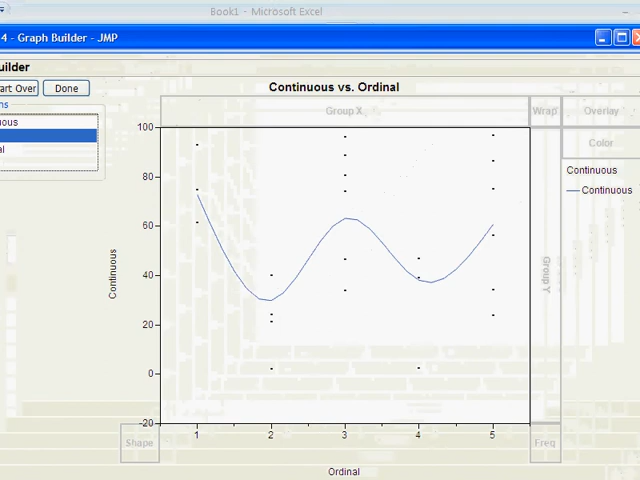 Book1 - Microsoft Excel
4 - Graph Builder - JMP
uilder
art Over
Done
ns
uous
al
Continuous vs. Ordinal
Group X
Wrap
Overlay
Color
Continuous
Continuous
100
80
60
40
20
0
-20
Continuous
Group Y
Shape
1
2
3
4
5
Freq
Ordinal